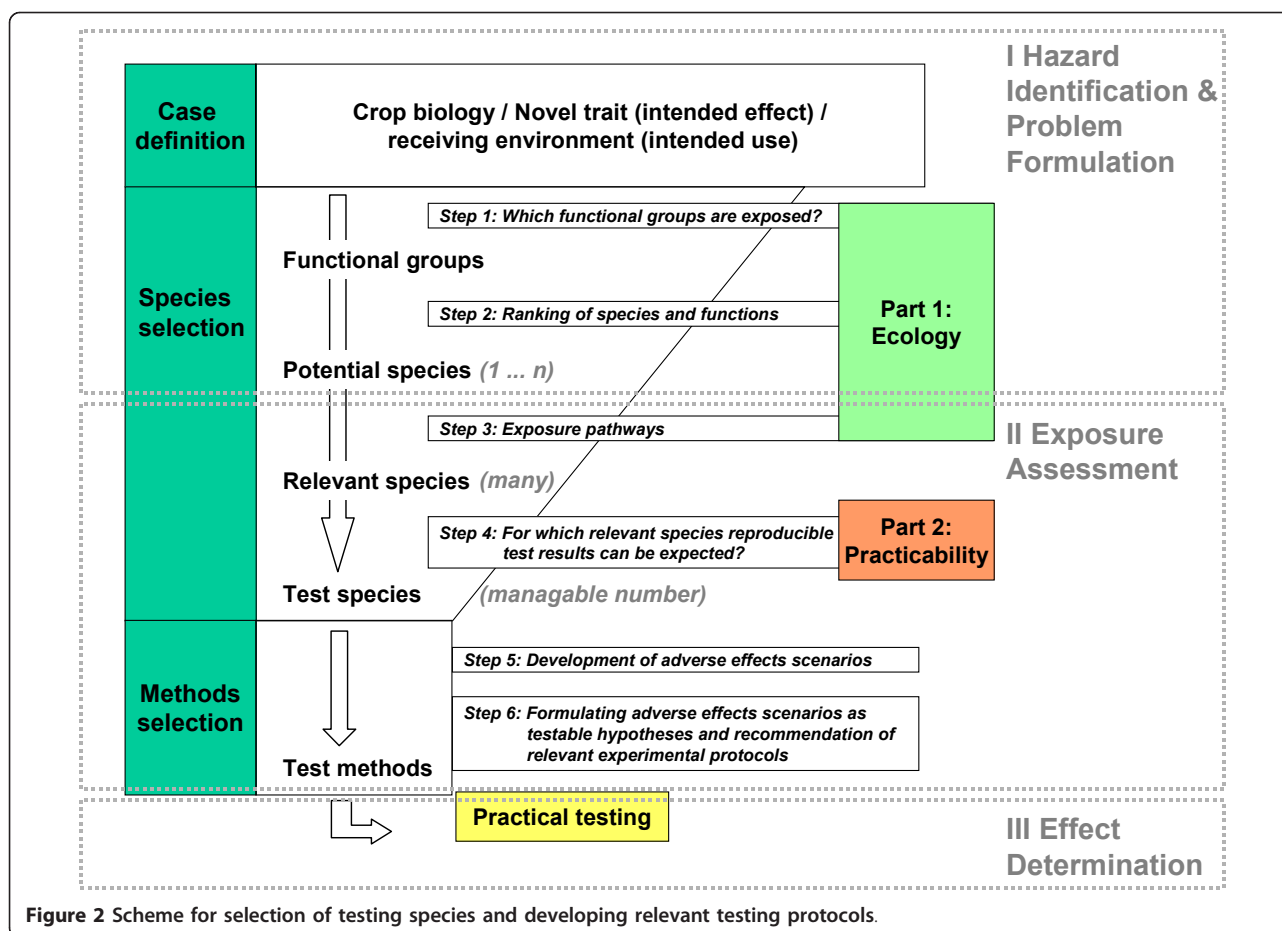 I Hazard
Identification &
Problem
Formulation
Case
definition
Crop biology / Novel trait (intended effect) /
receiving environment (intended use)
Species
selection
Step 1: Which functional groups are exposed?
Functional groups
Step 2: Ranking of species and functions
Part 1:
Ecology
Potential species (1 ... n)
II Exposure
Assessment
Step 3: Exposure pathways
Relevant species (many)
Step 4: For which relevant species reproducible
test results can be expected?
Part 2:
Practicability
Test species (managable number)
Methods
selection
Step 5: Development of adverse effects scenarios
Step 6: Formulating adverse effects scenarios as
testable hypotheses and recommendation of
relevant experimental protocols
Test methods
Practical testing
III Effect
Determination
Figure 2 Scheme for selection of testing species and developing relevant testing protocols.